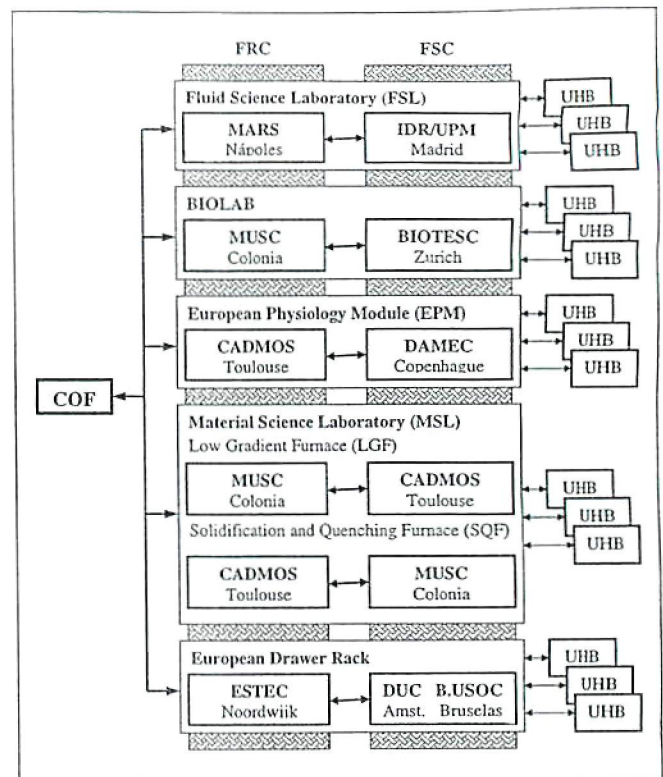 FRC FSC
Fluid Science Laboratory (FSL)
MARS
Nápoles
IDR/UPM
Madrid
UHB
UHB
UHB
BIOLAB
MUSC
Colonia
BIOTESC
Zurich
UHB
UHB
UHB
European Physiology Module (EPM)
CADMOS
Toulouse
DAMEC
Copenhague
UHB
UHB
UHB
COF
Material Science Laboratory (MSL)
Low Gradient Furnace (LGF)
MUSC
Colonia
CADMOS
Toulouse
Solidification and Quenching Furnace (SQF)
CADMOS
Toulouse
MUSC
Colonia
UHB
UHB
UHB
European Drawer Rack
ESTEC
Noordwijk
DUC B.USOC
Amst. Bruselas
UHB
UHB
UHB